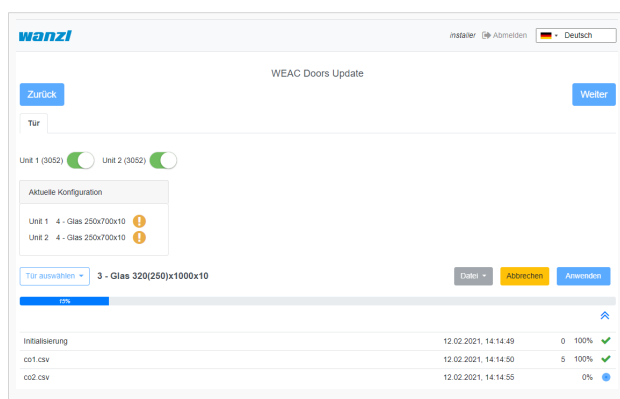 wanzl
installer Abmelden Deutsch
WEAC Doors Update
Zurück Weiter
Tür
Unit 1 (3052) Unit 2 (3052)
Aktuelle Konfiguration
Unit 1 4 - Glas 250x700x10
Unit 2 4 - Glas 250x700x10
Tür auswählen 3 - Glas 320(250)x1000x10 Datei Abbrechen Anwenden
15%
Initialisierung 12.02.2021, 14:14:49 0 100%
co1.csv 12.02.2021, 14:14:50 5 100%
co2.csv 12.02.2021, 14:14:55 0%